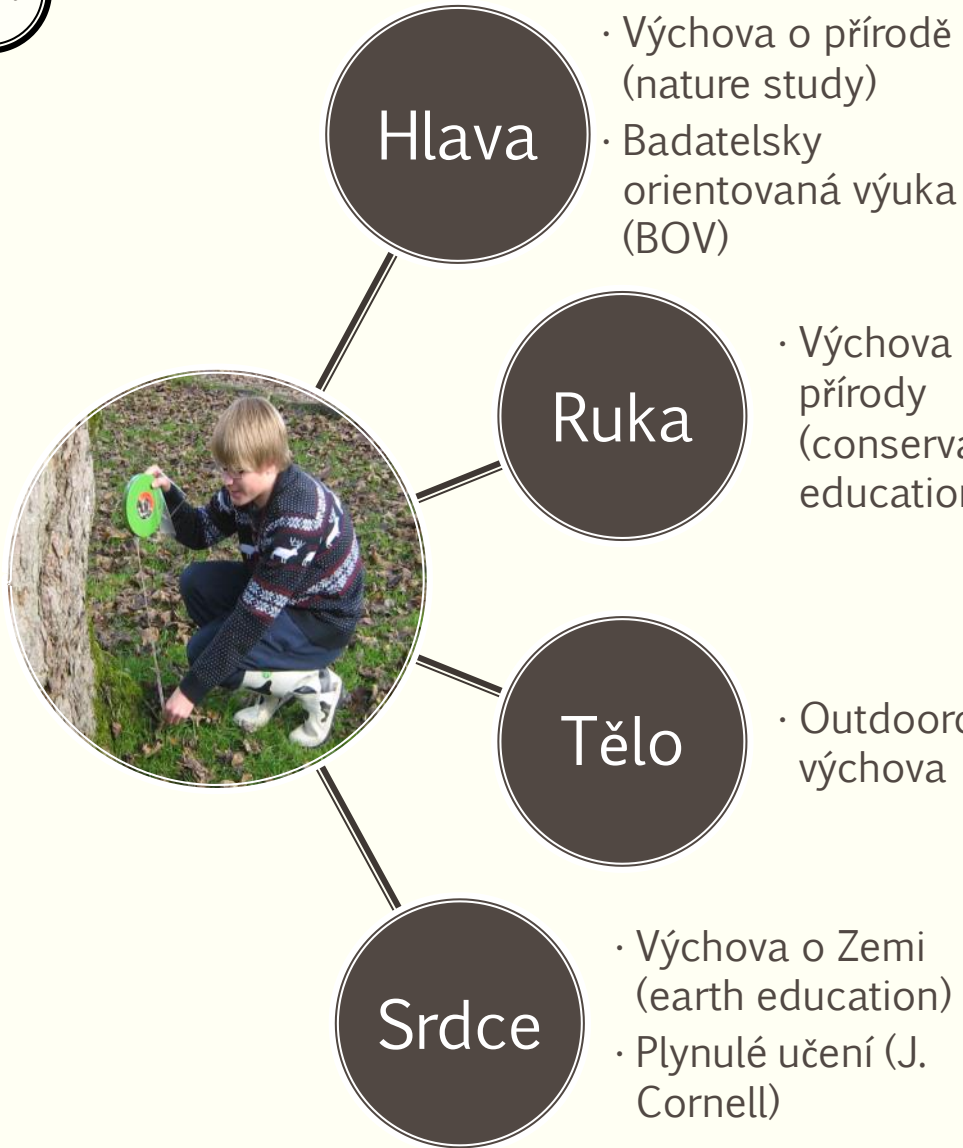 Hlava
· Výchova o přírodě
(nature study)
· Badatelsky
orientovaná výuka
(BOV)
Ruka
· Výchova
přírody
Tělo
výchova
Srdce
· Výchova o Zemi
(earth education)
· Plynulé učení (J.
Cornell)